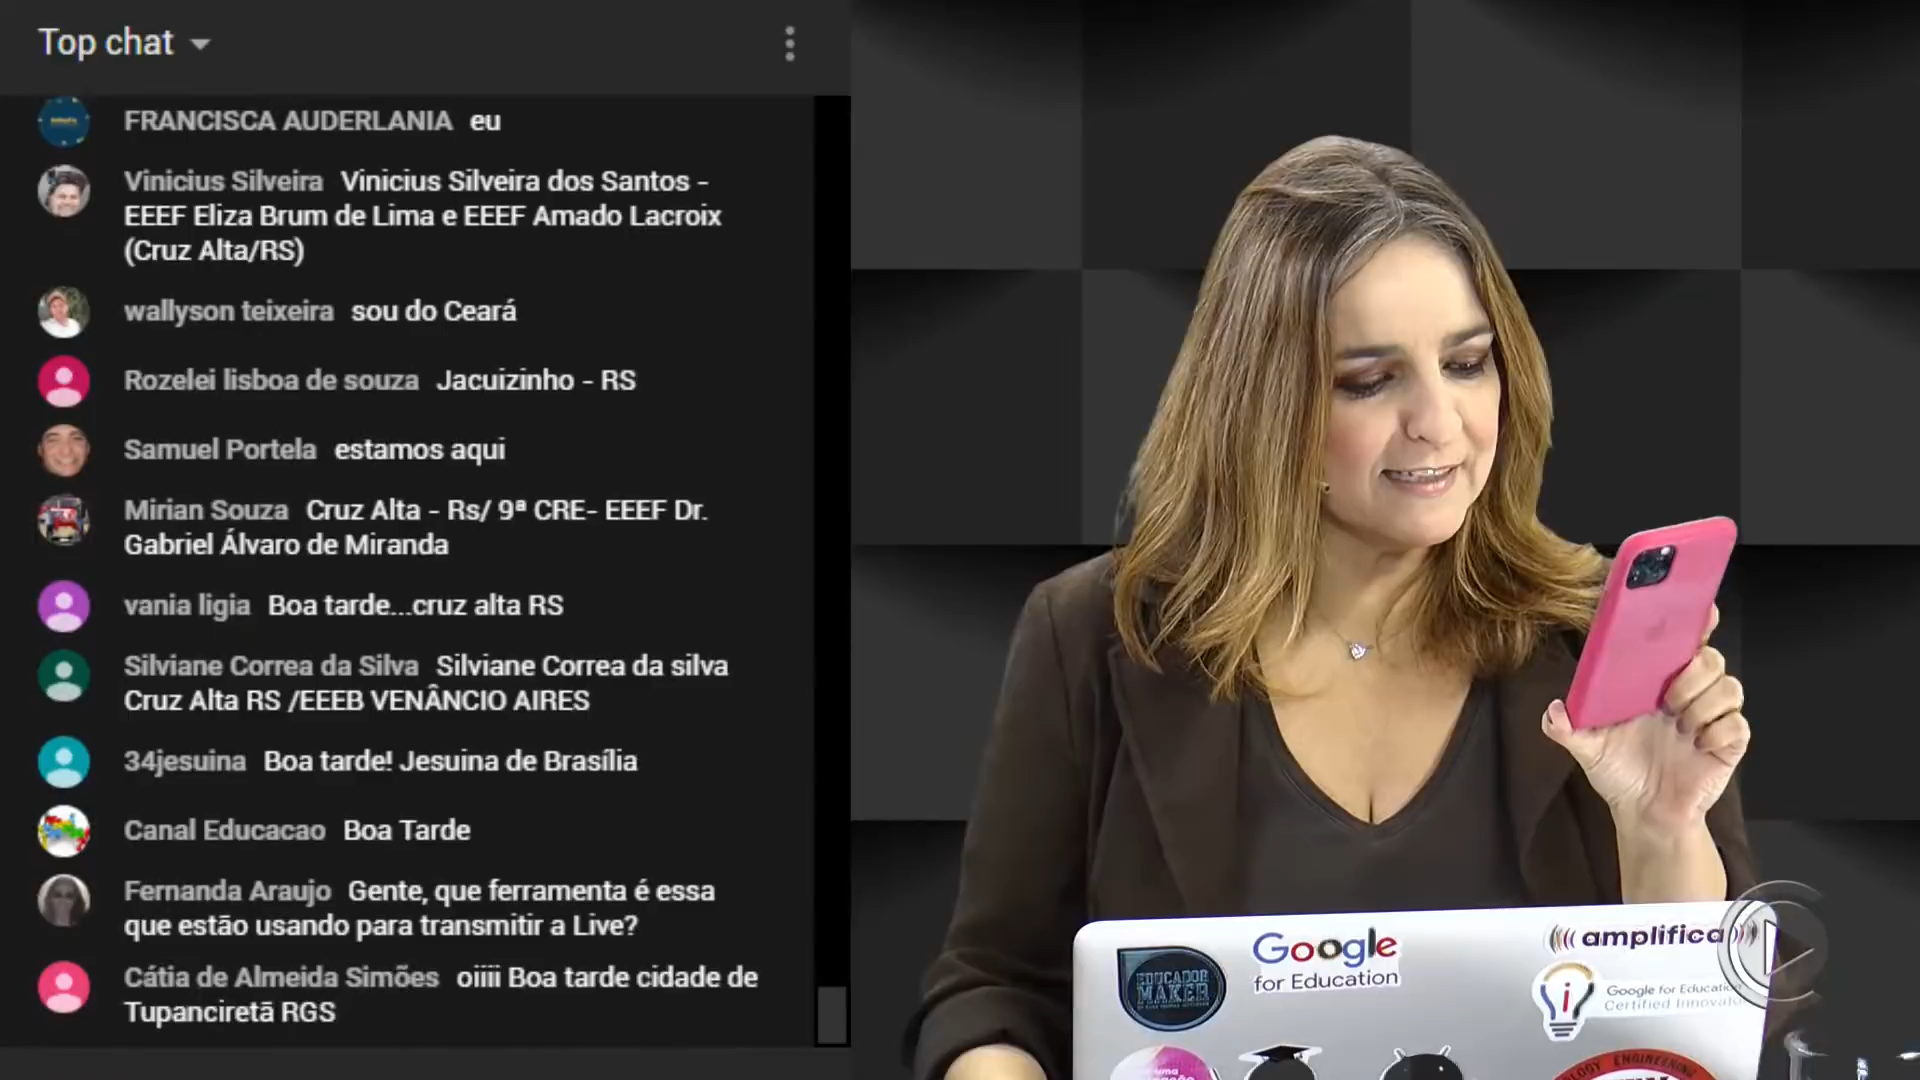 Top chat
FRANCISCA AUDERLANIA eu
Vinicius Silveira Vinicius Silveira dos Santos -
EEEF Eliza Brum de Lima e EEEF Amado Lacroix
(Cruz Alta/RS)
wallyson teixeira sou do Ceará
Rozelei lisboa de souza Jacuizinho - RS
Samuel Portela estamos aqui
Mirian Souza Cruz Alta - Rs/ 9ª CRE- EEEF Dr.
Gabriel Álvaro de Miranda
vania ligia Boa tarde...cruz alta RS
Silviane Correa da Silva Silviane Correa da silva
Cruz Alta RS /EEEB VENÂNCIO AIRES
34jesuina Boa tarde! Jesuina de Brasília
Canal Educacao Boa Tarde
Fernanda Araujo Gente, que ferramenta é essa
que estão usando para transmitir a Live?
Cátia de Almeida Simões oiiii Boa tarde cidade de
Tupanciretã RGS
EDUCADOR
MAKER
Google
for Education
amplifica
Google for Education
Certified Innovator
ENGINEERING